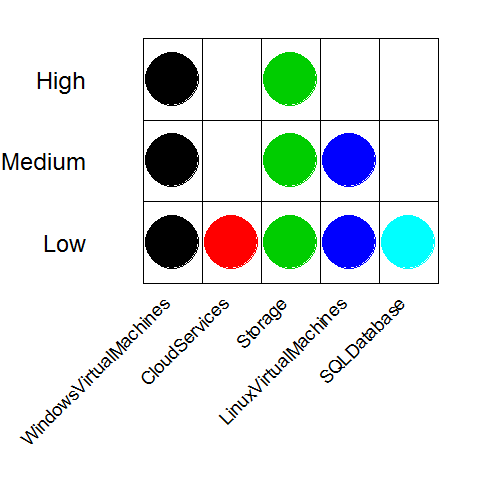 High
Medium
Low
WindowsVirtualMachines
CloudServices
Storage
LinuxVirtualMachines
SQLDatabase